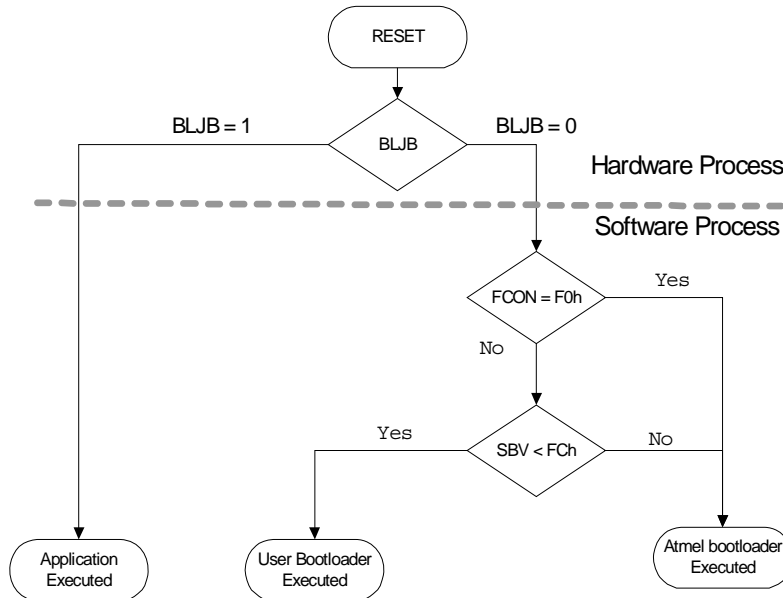 RESET
BLJB = 1
BLJB = 0
BLJB
Hardware Process
Software Process
FCON = F0h
Yes
No
Yes
SBV < FCh
No
Application
Executed
User Bootloader
Executed
Atmel bootloader
Executed